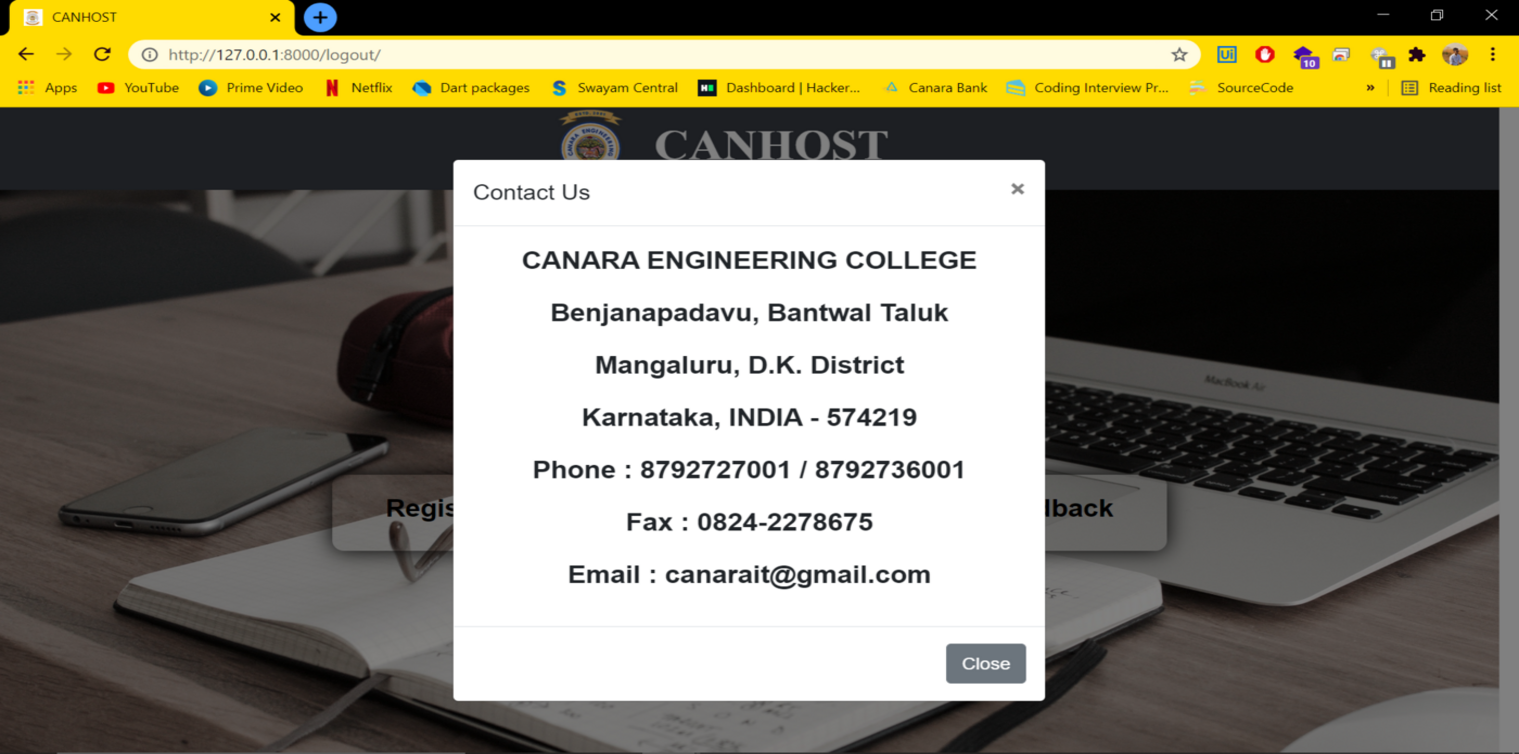 CANHOST
http://127.0.0.1:8000/logout/
10
Apps YouTube Prime Video Netflix Dart packages Swayam Central Dashboard | Hacker... Canara Bank Coding Interview Pr... SourceCode » Reading list
CANHOST
Contact Us ×
CANARA ENGINEERING COLLEGE
Benjanapadavu, Bantwal Taluk
Mangaluru, D.K. District
Karnataka, INDIA - 574219
Phone : 8792727001 / 8792736001
Fax : 0824-2278675
Email : canarait@gmail.com
Close
MacBook Air
Regis
lback